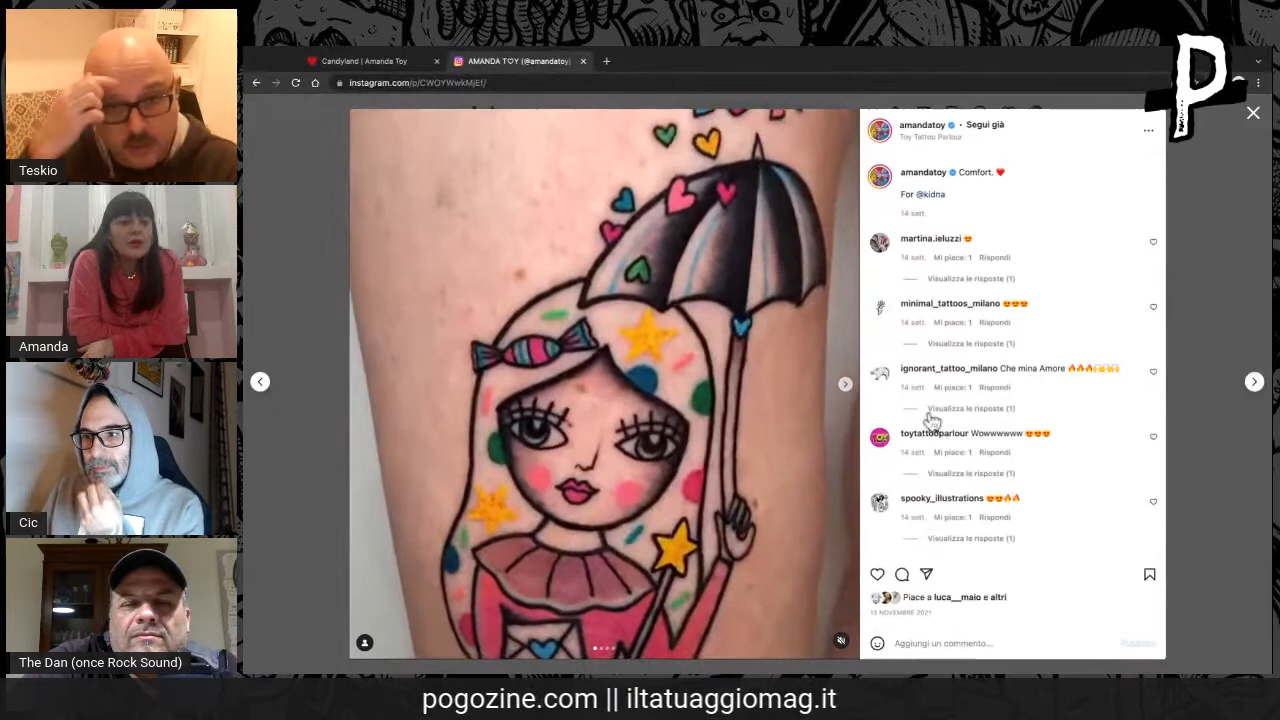 Teskio
Amanda
Cic
The Dan (once Rock Sound)
Candyland | Amanda Toy
AMANDA TOY (@amandatoy)
instagram.com/p/CWOYWwkMjEf/
P
amandatoy • Segui già
Toy Tattou Parlour
amandatoy Comfort. ❤️
For @kidna
14 sett.
martina.ieluzzi 😍
14 sett. Mi piace: 1 Rispondi
Visualizza le risposte (1)
minimal_tattoos_milano 😍😍😍
14 sett. Mi piace: 1 Rispondi
Visualizza le risposte (1)
ignorant_tattoo_milano Che mina Amore 🔥🔥🔥🙌🙌🙌
14 sett. Mi piace: 1 Rispondi
Visualizza le risposte (1)
toytattooparlour Wowwwwww 😍😍😍
14 sett. Mi piace: 1 Rispondi
Visualizza le risposte (1)
spooky_illustrations 😍😍🔥🔥
14 sett. Mi piace: 1 Rispondi
Visualizza le risposte (1)
Piace a luca__maio e altri
13 NOVEMBRE 2021
Aggiungi un commento...
Pubblica
pogozine.com || iltatuaggiomag.it